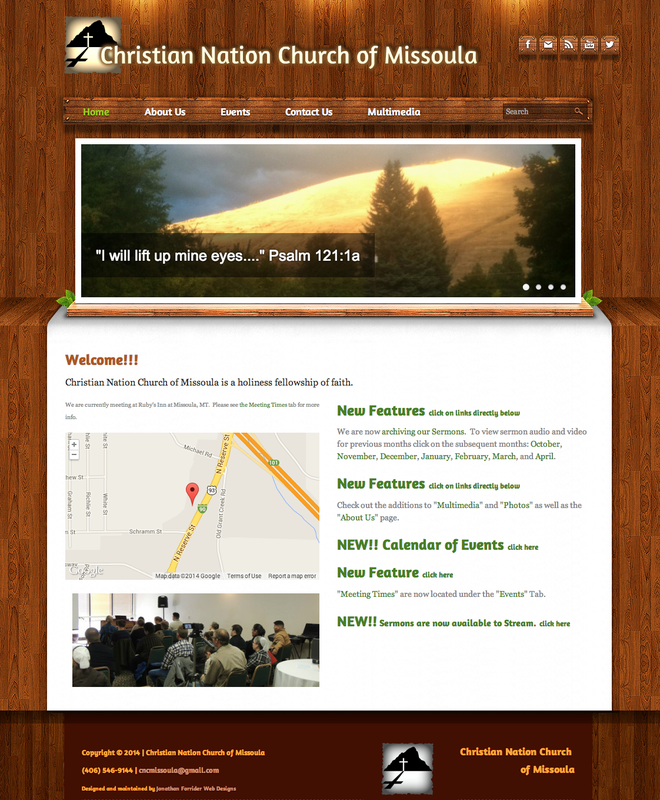 Christian Nation Church of Missoula
Home About Us Events Contact Us Multimedia Search
"I will lift up mine eyes...." Psalm 121:1a
Welcome!!!
Christian Nation Church of Missoula is a holiness fellowship of faith.
We are currently meeting at Ruby's Inn at Missoula, MT. Please see the Meeting Times tab for more
info.
Michael Rd
N Reserve St
101
93
90
Old Grant Creek Rd
Schramm St
N Reserve St
Graham St
Richlie St
White St
hew St
Google
Map data ©2014 Google Terms of Use Report a map error
New Features click on links directly below
We are now archiving our Sermons. To view sermon audio and video
for previous months click on the subsequent months: October,
November, December, January, February, March, and April.
New Features click on links directly below
Check out the additions to "Multimedia" and "Photos" as well as the
"About Us" page.
NEW!! Calendar of Events click here
New Feature click here
"Meeting Times" are now located under the "Events" Tab.
NEW!! Sermons are now available to Stream. click here
Copyright © 2014 | Christian Nation Church of Missoula
(406) 546-9144 | cncmissoula@gmail.com
Designed and maintained by Jonathan Forrider Web Designs
Christian Nation Church
of Missoula